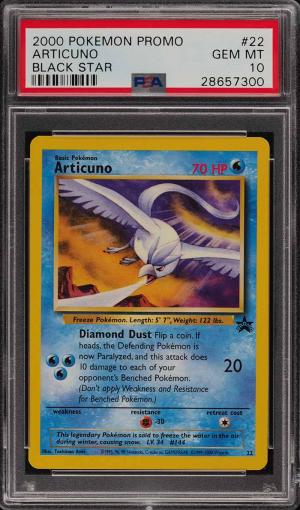 2000 POKEMON PROMO #22
ARTICUNO GEM MT
BLACK STAR 10
PSA 28657300
Basic Pokémon
Articuno 70 HP
Freeze Pokémon. Length: 5' 7", Weight: 122 lbs.
Diamond Dust Flip a coin. If
heads, the Defending Pokémon is
now Paralyzed, and this attack does
10 damage to each of your
opponent's Benched Pokémon.
(Don't apply Weakness and Resistance
for Benched Pokémon.)
20
weakness resistance retreat cost
-30
This legendary Pokémon is said to freeze the water in the air
during winter, causing snow. LV. 34 #144
Illus.
22